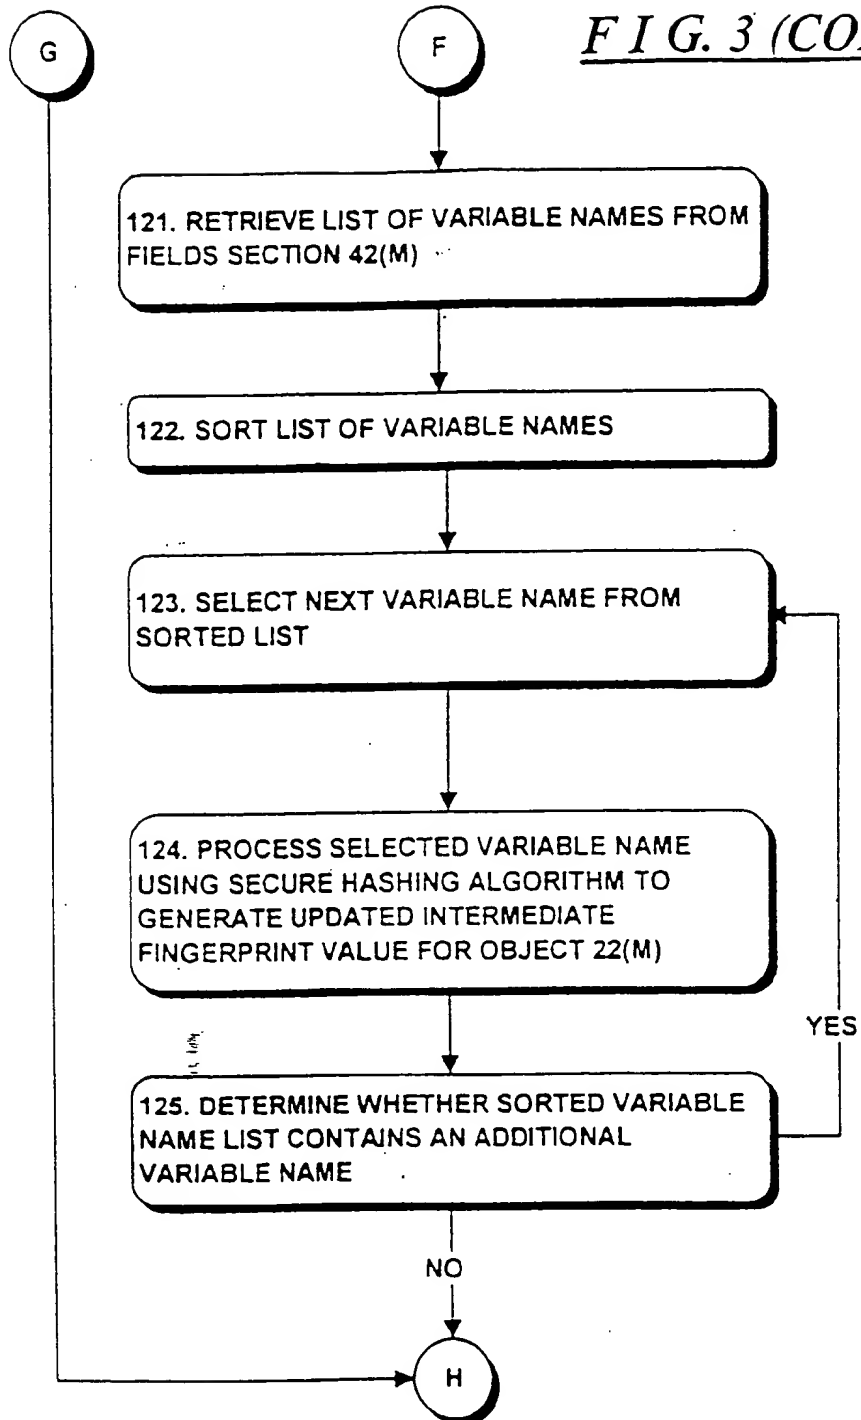 G
F
FIG. 3 (CO
121. RETRIEVE LIST OF VARIABLE NAMES FROM
FIELDS SECTION 42(M)
122. SORT LIST OF VARIABLE NAMES
123. SELECT NEXT VARIABLE NAME FROM
SORTED LIST
124. PROCESS SELECTED VARIABLE NAME
USING SECURE HASHING ALGORITHM TO
GENERATE UPDATED INTERMEDIATE
FINGERPRINT VALUE FOR OBJECT 22(M)
YES
125. DETERMINE WHETHER SORTED VARIABLE
NAME LIST CONTAINS AN ADDITIONAL
VARIABLE NAME
NO
H